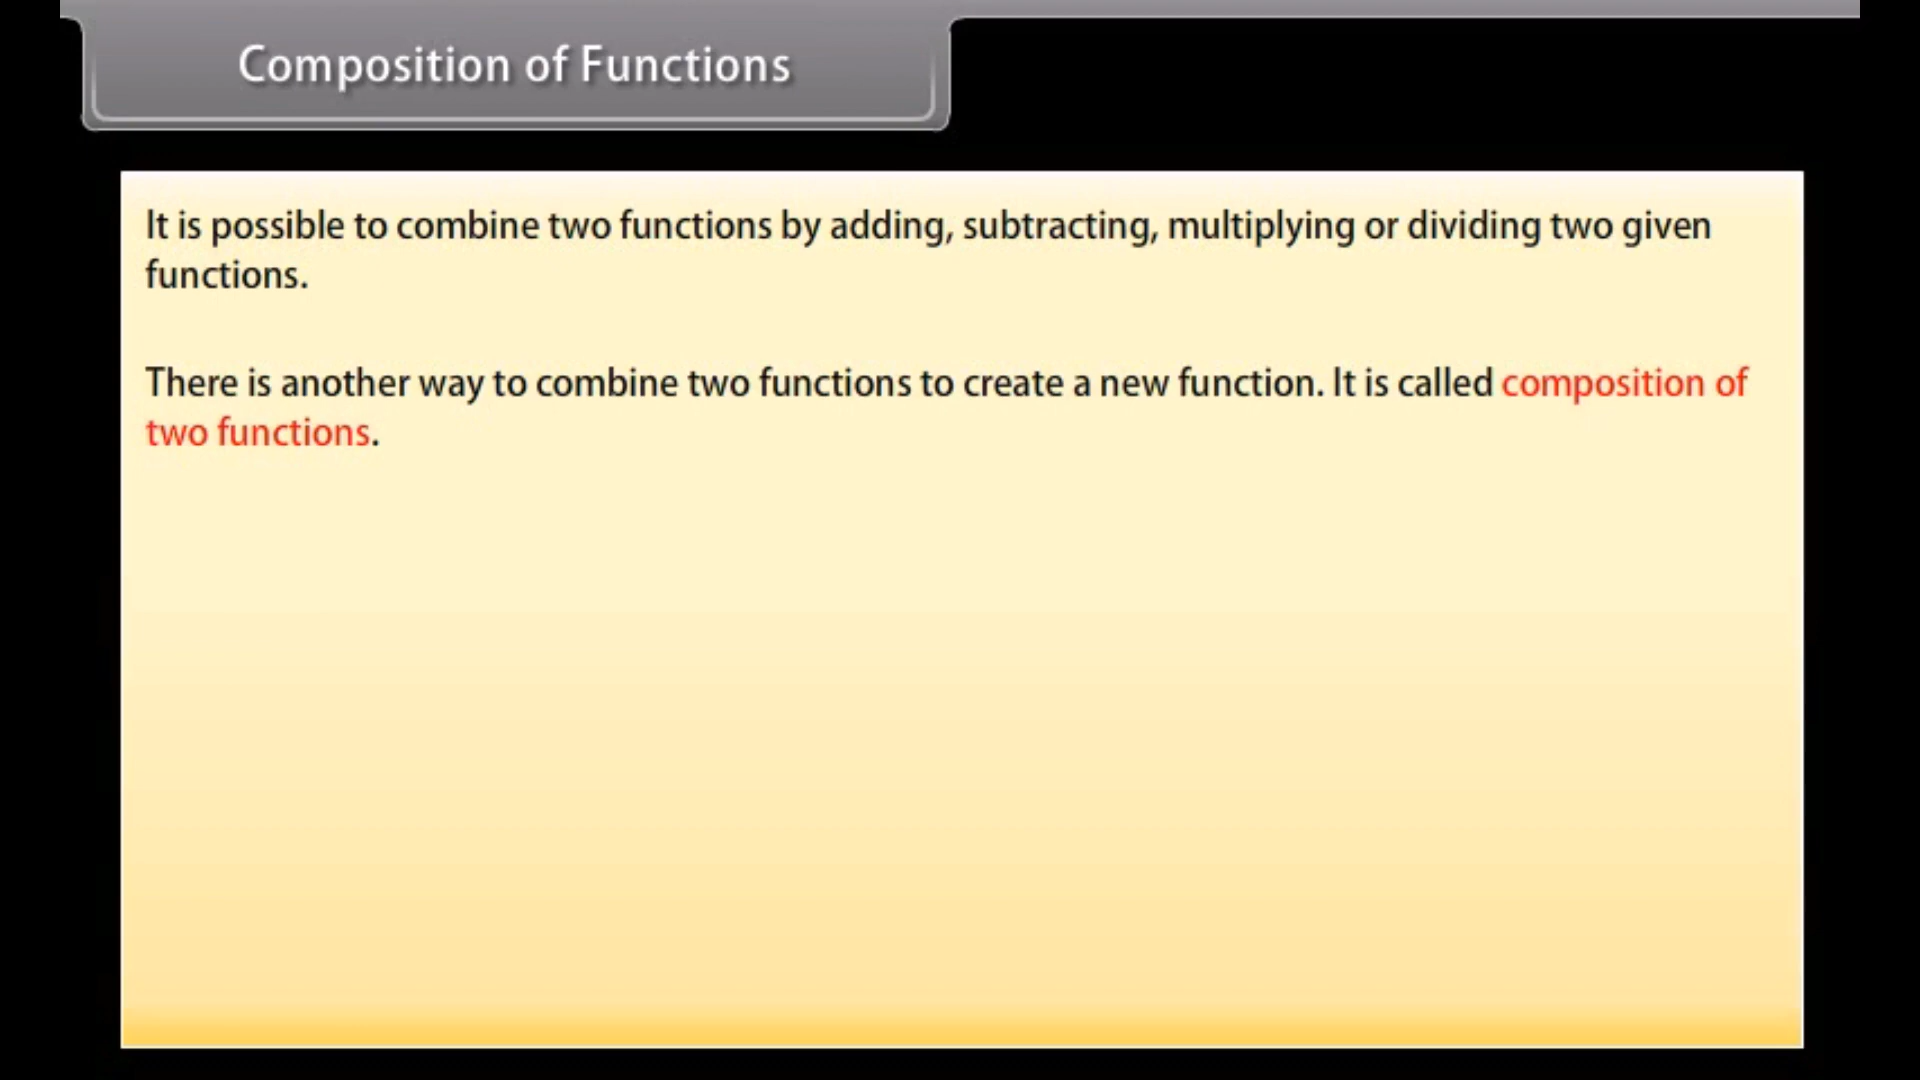 Composition of Functions
It is possible to combine two functions by adding, subtracting, multiplying or dividing two given
functions.
There is another way to combine two functions to create a new function. It is called composition of
two functions.